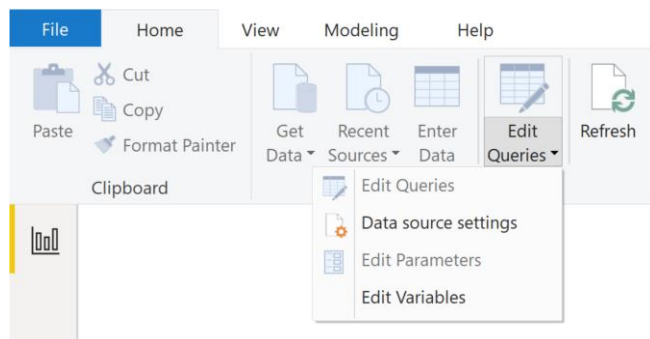 File Home View Modeling Help
Cut
Copy
Paste Format Painter
Clipboard
Get Data
Recent Sources
Enter Data
Edit Queries
Refresh
Edit Queries
Data source settings
Edit Parameters
Edit Variables